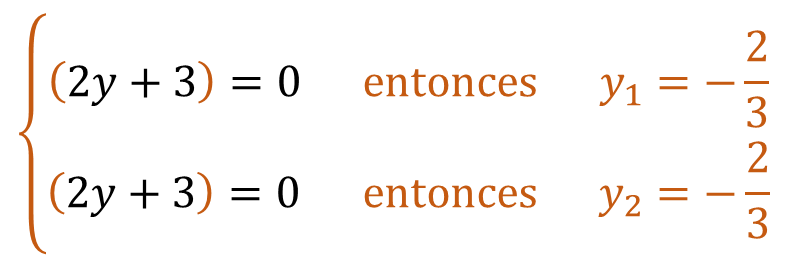 (2y + 3) = 0 entonces y₁ = −2/3
(2y + 3) = 0 entonces y₂ = −2/3